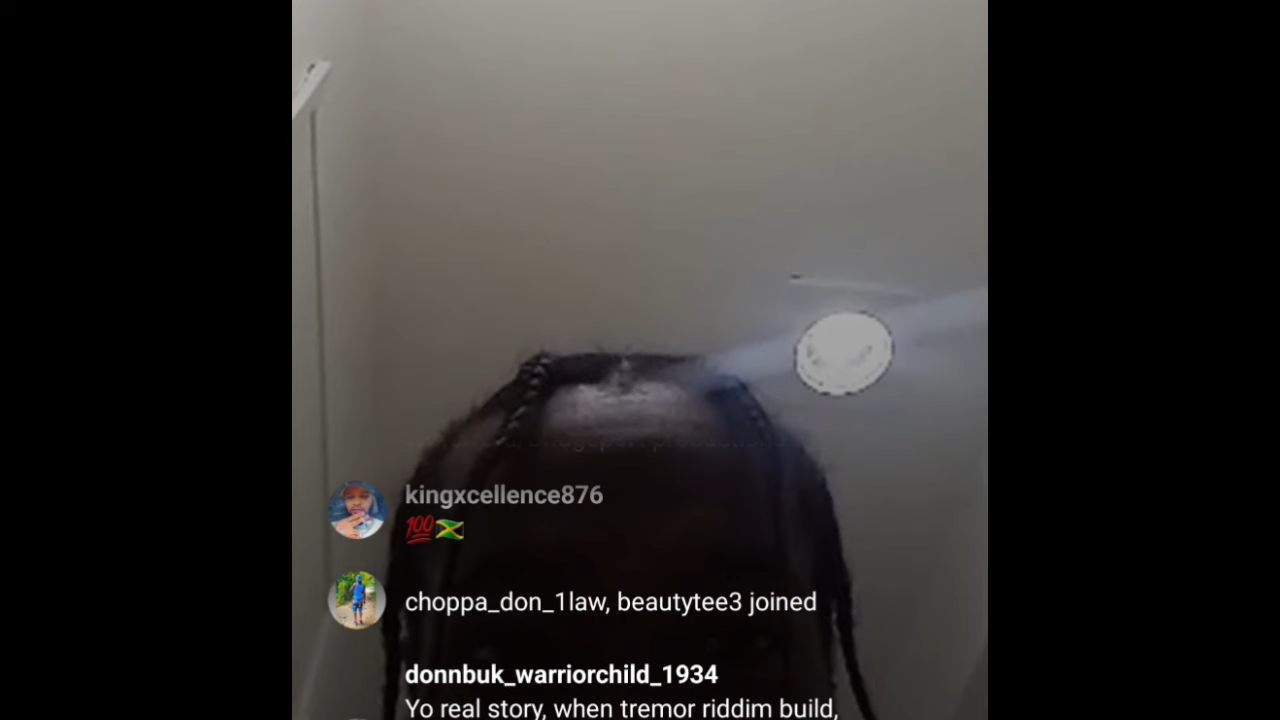 kingxcellence876
💯🇯🇲
choppa_don_1law, beautytee3 joined
donnbuk_warriorchild_1934
Yo real story, when tremor riddim build,